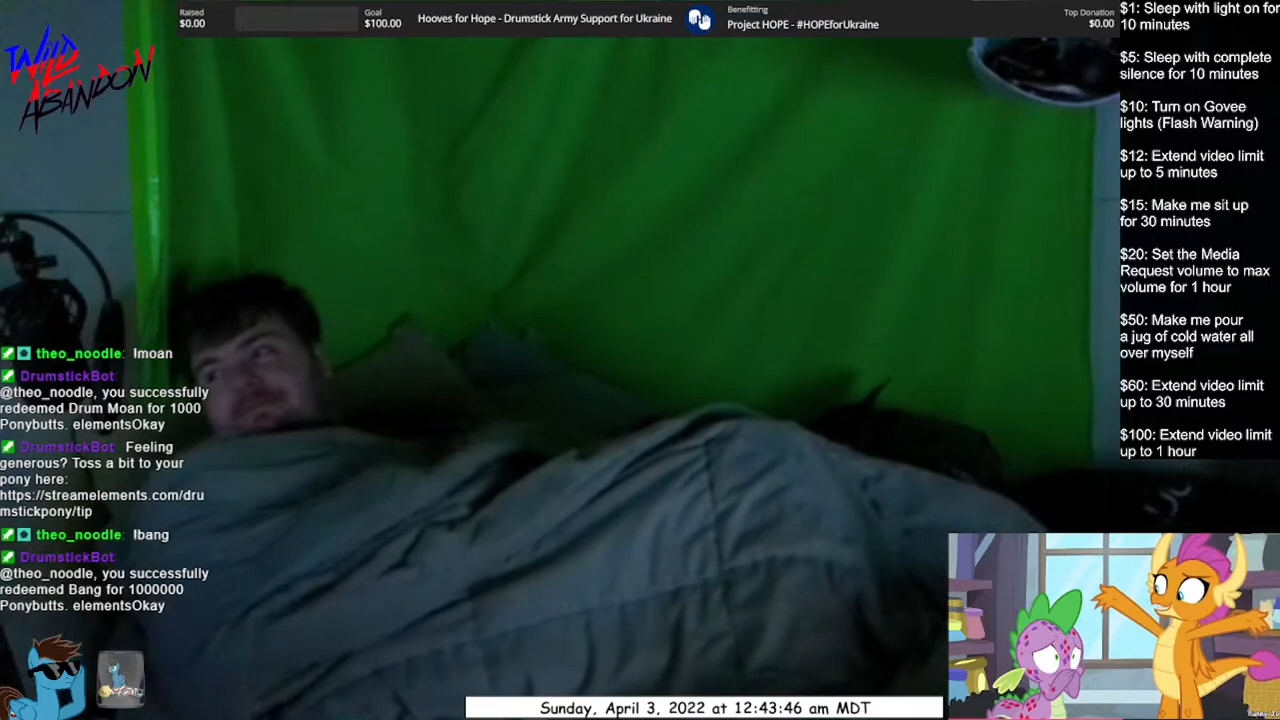 Raised
$0.00
Goal
$100.00
Hooves for Hope - Drumstick Army Support for Ukraine
Benefitting
Project HOPE - #HOPEforUkraine
Top Donation
$0.00
WILD
ABANDON
$1: Sleep with light on for
10 minutes
$5: Sleep with complete
silence for 10 minutes
$10: Turn on Govee
lights (Flash Warning)
$12: Extend video limit
up to 5 minutes
$15: Make me sit up
for 30 minutes
$20: Set the Media
Request volume to max
volume for 1 hour
$50: Make me pour
a jug of cold water all
over myself
$60: Extend video limit
up to 30 minutes
$100: Extend video limit
up to 1 hour
theo_noodle: !moan
DrumstickBot:
@theo_noodle, you successfully
redeemed Drum Moan for 1000
Ponybutts. elementsOkay
DrumstickBot: Feeling
generous? Toss a bit to your
pony here:
https://streamelements.com/dru
mstickpony/tip
theo_noodle: !bang
DrumstickBot:
@theo_noodle, you successfully
redeemed Bang for 1000000
Ponybutts. elementsOkay
Sunday, April 3, 2022 at 12:43:46 am MDT